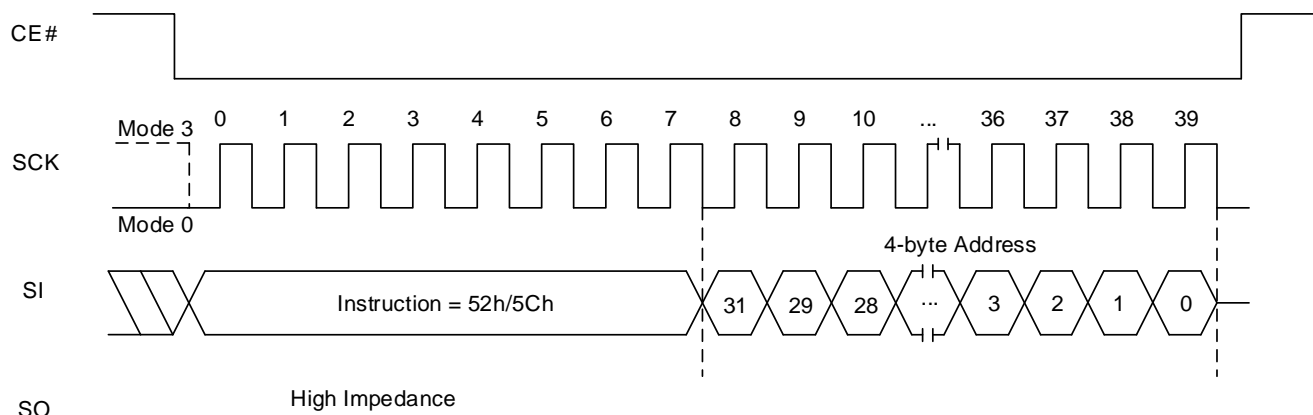 CE#
0 1 2 3 4 5 6 7 8 9 10 ... 36 37 38 39
Mode 3
SCK
Mode 0
4-byte Address
SI
Instruction = 52h/5Ch 31 29 28 ... 3 2 1 0
High Impedance
SO